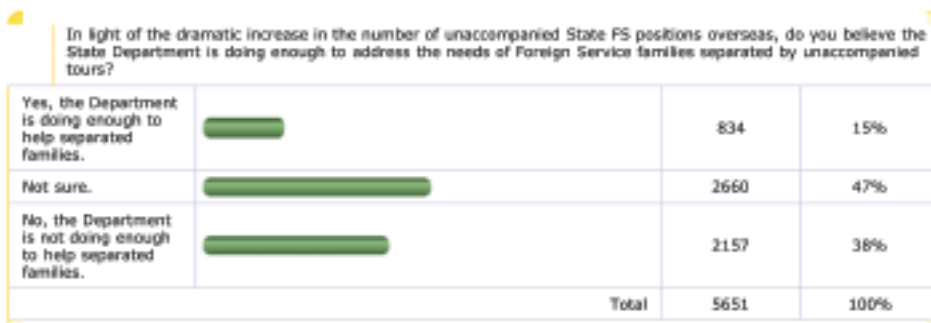 In light of the dramatic increase in the number of unaccompanied State FS positions overseas, do you believe the
State Department is doing enough to address the needs of Foreign Service families separated by unaccompanied
tours?
Yes, the Department
is doing enough to
help separated
families.
834
15%
Not sure.
2660
47%
No, the Department
is not doing enough
to help separated
families.
2157
38%
Total
5651
100%